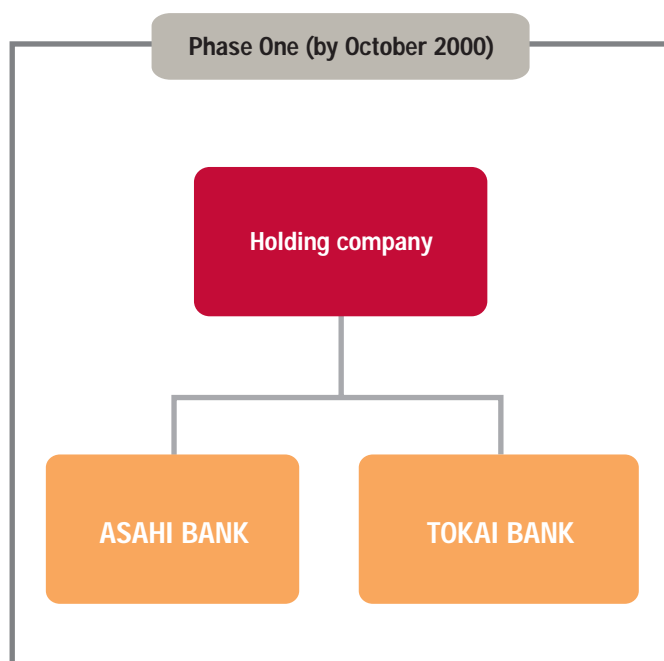 Phase One (by October 2000)
Holding company
ASAHI BANK
TOKAI BANK